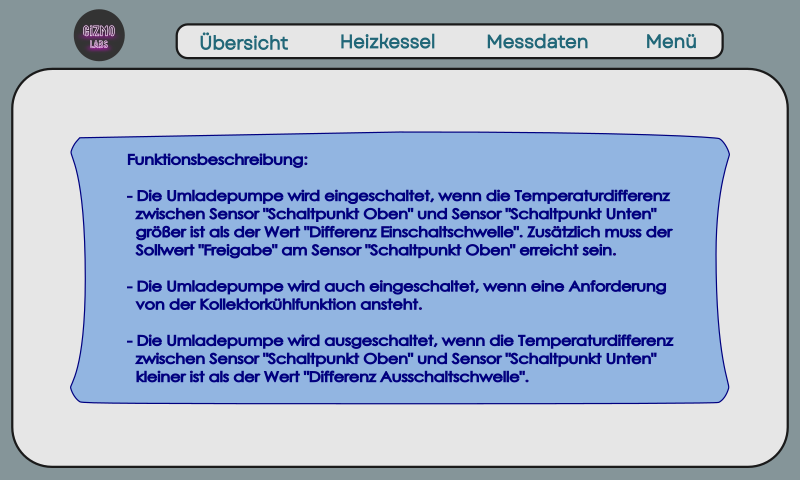 GIZMO
LABS
Übersicht Heizkessel Messdaten Menü
Funktionsbeschreibung:
- Die Umladepumpe wird eingeschaltet, wenn die Temperaturdifferenz
zwischen Sensor "Schaltpunkt Oben" und Sensor "Schaltpunkt Unten"
größer ist als der Wert "Differenz Einschaltschwelle". Zusätzlich muss der
Sollwert "Freigabe" am Sensor "Schaltpunkt Oben" erreicht sein.
- Die Umladepumpe wird auch eingeschaltet, wenn eine Anforderung
von der Kollektorkühlfunktion ansteht.
- Die Umladepumpe wird ausgeschaltet, wenn die Temperaturdifferenz
zwischen Sensor "Schaltpunkt Oben" und Sensor "Schaltpunkt Unten"
kleiner ist als der Wert "Differenz Ausschaltschwelle".